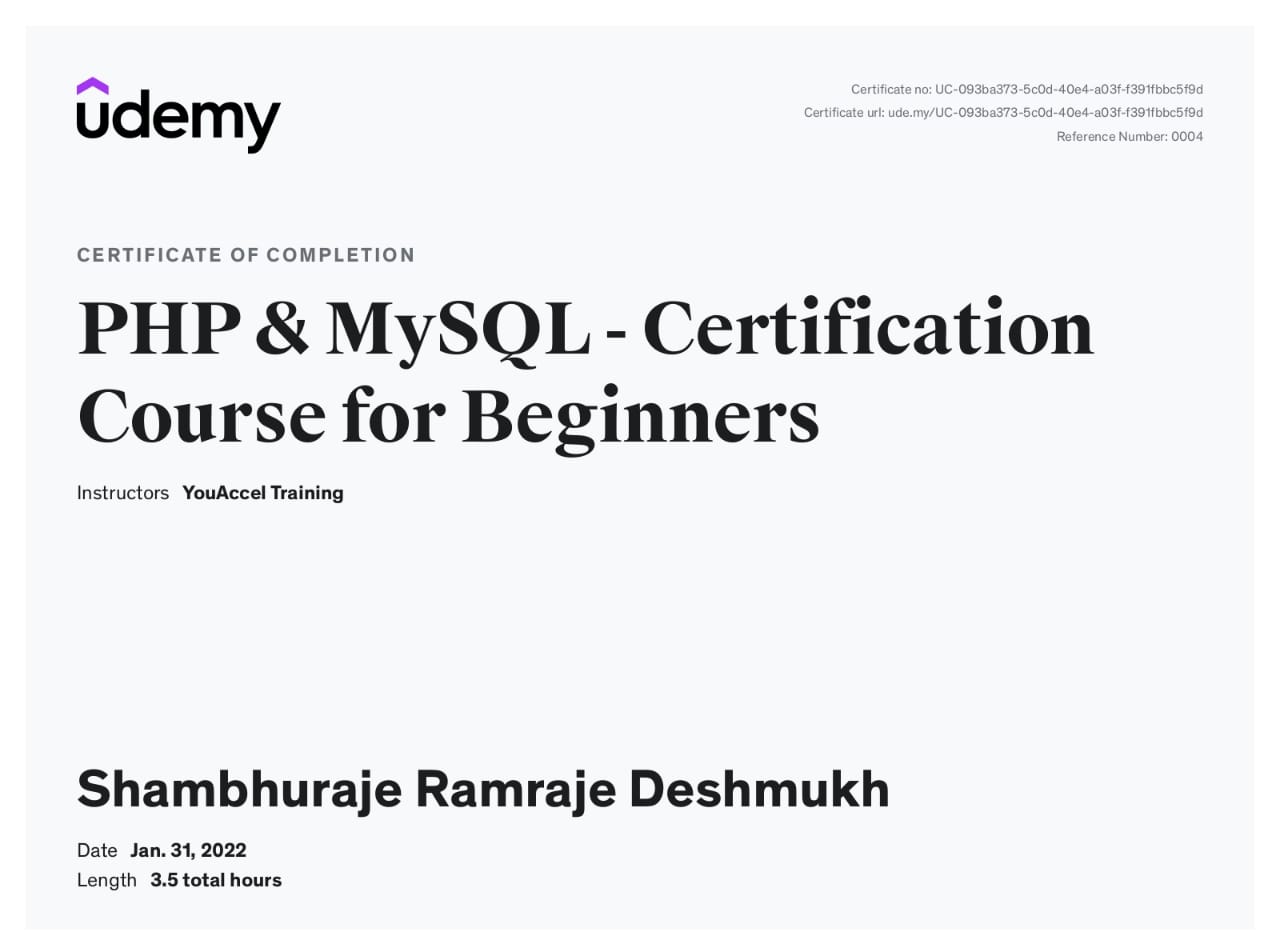 udemy
Certificate no: UC-093ba373-5c0d-40e4-a03f-f391fbbc5f9d
Certificate url: ude.my/UC-093ba373-5c0d-40e4-a03f-f391fbbc5f9d
Reference Number: 0004
CERTIFICATE OF COMPLETION
PHP & MySQL - Certification
Course for Beginners
Instructors YouAccel Training
Shambhuraje Ramraje Deshmukh
Date Jan. 31, 2022
Length 3.5 total hours